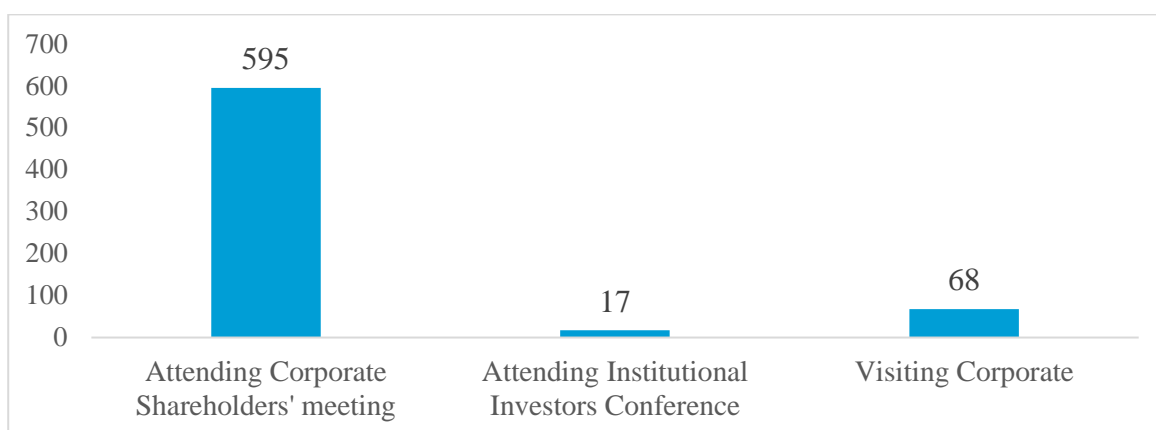 700
600
500
400
300
200
100
0
595
17
68
Attending Corporate
Shareholders' meeting
Attending Institutional
Investors Conference
Visiting Corporate